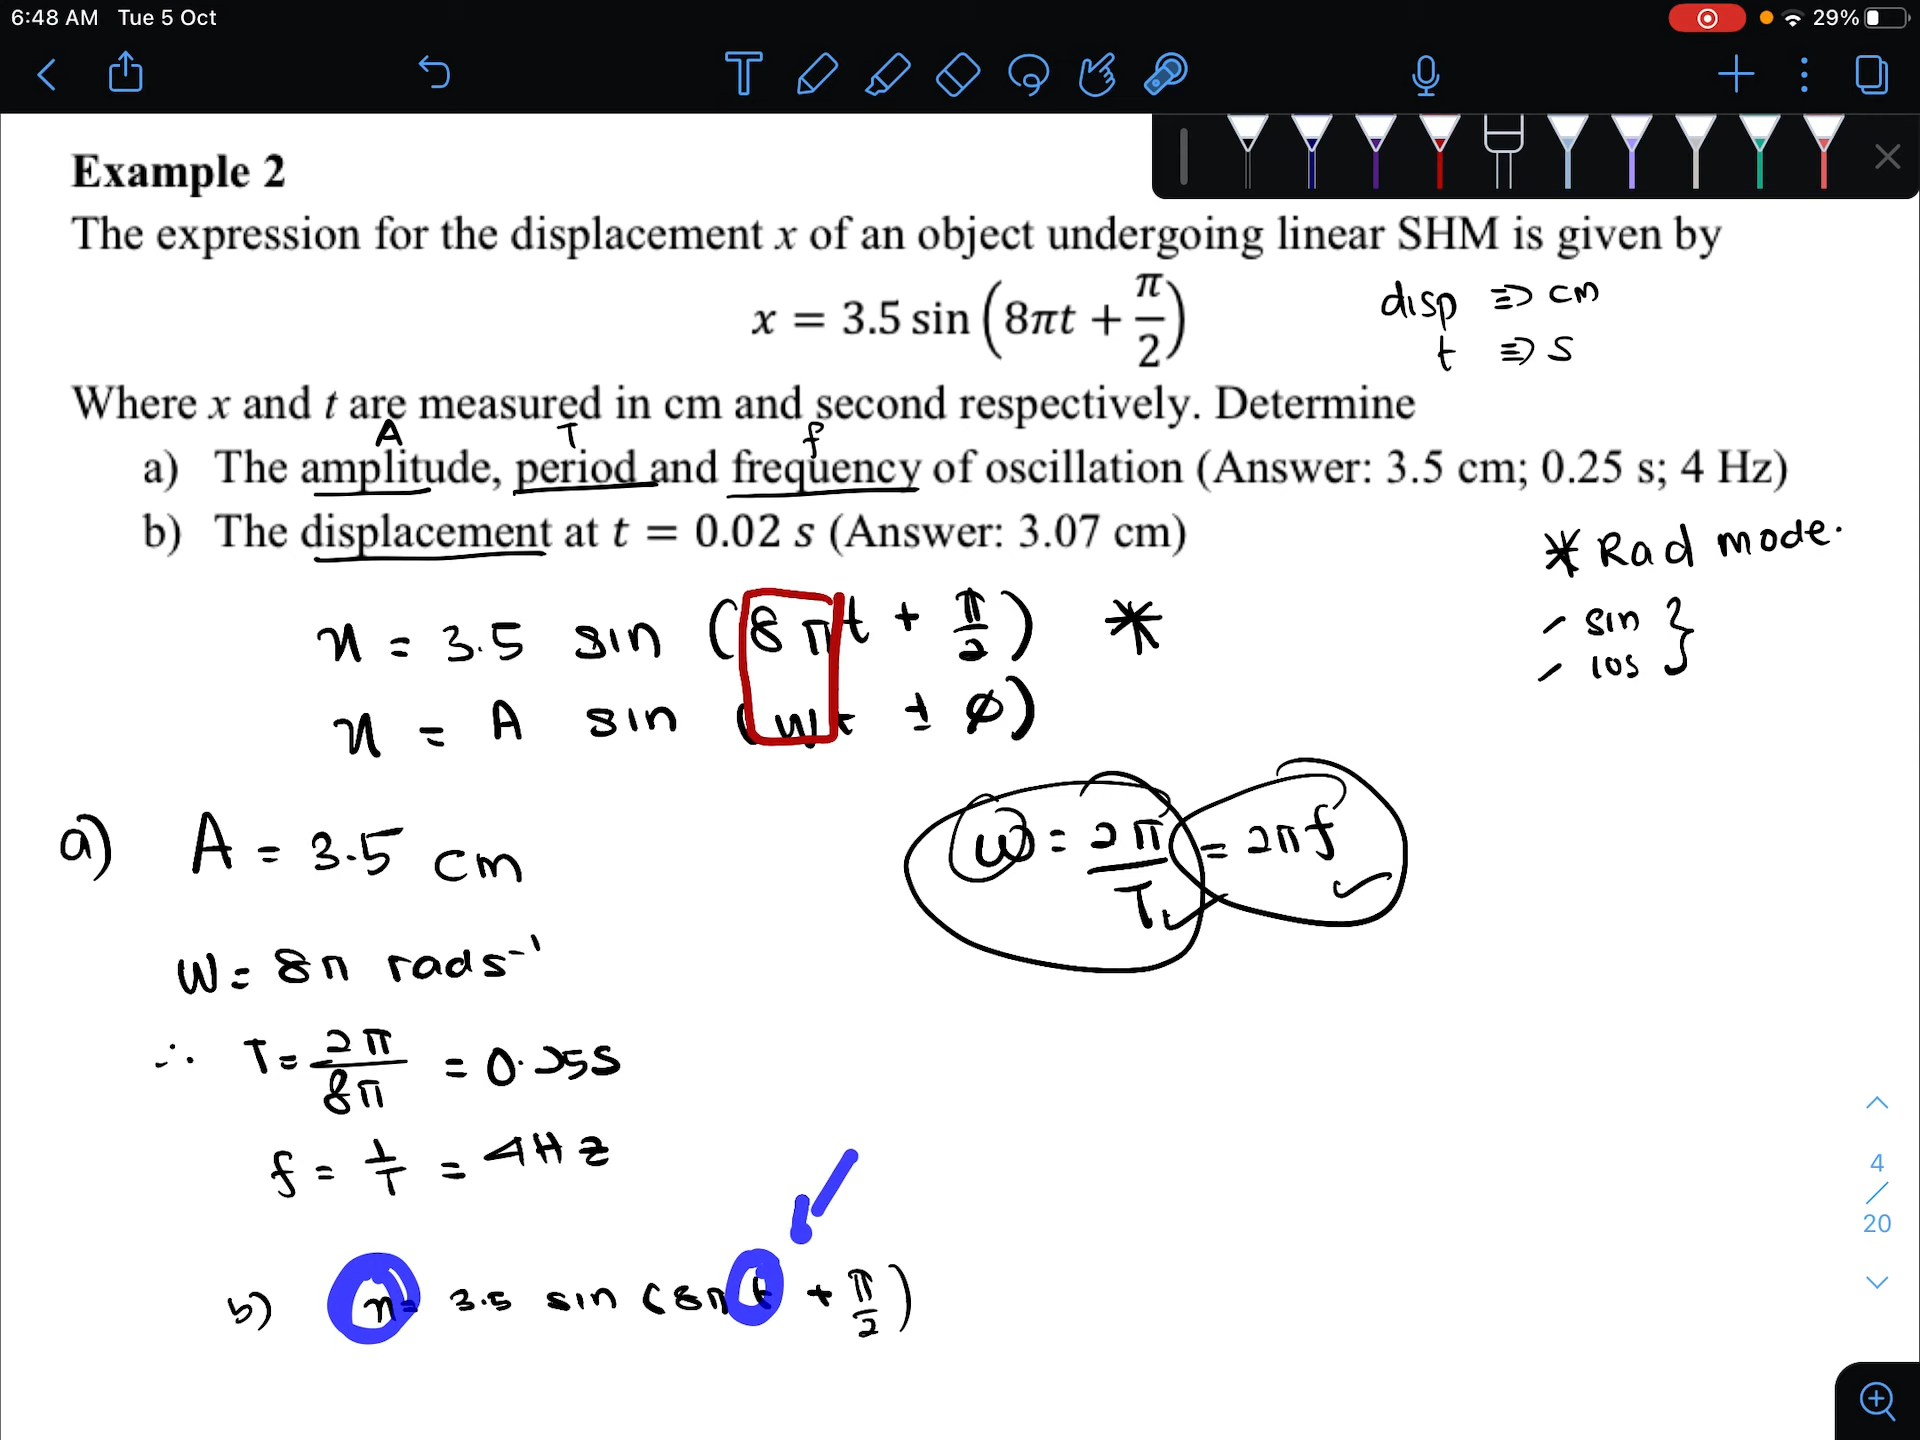 6:48 AM Tue 5 Oct
29%
Example 2
The expression for the displacement x of an object undergoing linear SHM is given by
x = 3.5 sin (8πt + π/2)
disp ⇒ cm
t ⇒ s
Where x and t are measured in cm and second respectively. Determine
A T f
a) The amplitude, period and frequency of oscillation (Answer: 3.5 cm; 0.25 s; 4 Hz)
b) The displacement at t = 0.02 s (Answer: 3.07 cm)
* Rad mode.
- sin }
- cos
x = 3.5 sin (8πt + π/2) *
x = A sin (ωt ± ø)
a) A = 3.5 cm
ω = 2π/T = 2πf
ω = 8π rads⁻¹
∴ T = 2π/8π = 0.25s
f = 1/T = 4Hz
b) x = 3.5 sin (8πt + π/2)
4
/
20